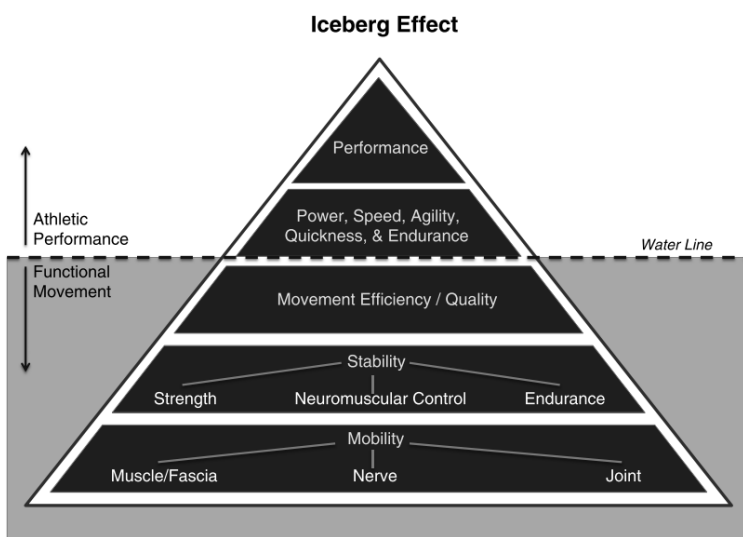 Iceberg Effect
Performance
Power, Speed, Agility,
Quickness, & Endurance
Athletic
Performance
Water Line
Functional
Movement
Movement Efficiency / Quality
Stability
Strength Neuromuscular Control Endurance
Mobility
Muscle/Fascia Nerve Joint